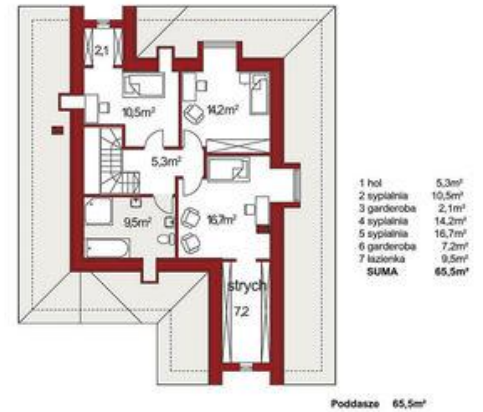 2,1
10,5m²
14,2m²
5,3m²
9,5m²
16,7m²
strych
7,2
1 hol 5,3m²
2 sypialnia 10,5m²
3 garderoba 2,1m²
4 sypialnia 14,2m²
5 sypialnia 16,7m²
6 garderoba 7,2m²
7 łazienka 9,5m²
SUMA 65,5m²
Poddasze 65,5m²